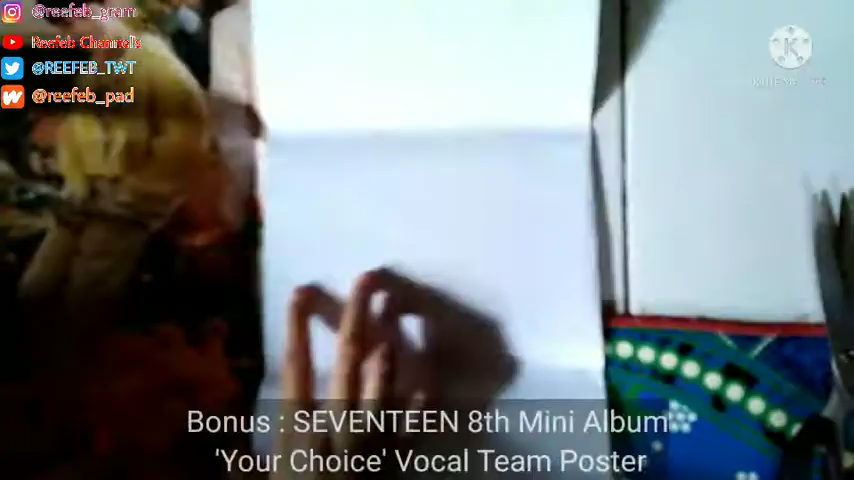 @reefeb_gram
Reefeb Channels
@REEFEB_TWT
@reefeb_pad
K
Bonus : SEVENTEEN 8th Mini Album
'Your Choice' Vocal Team Poster